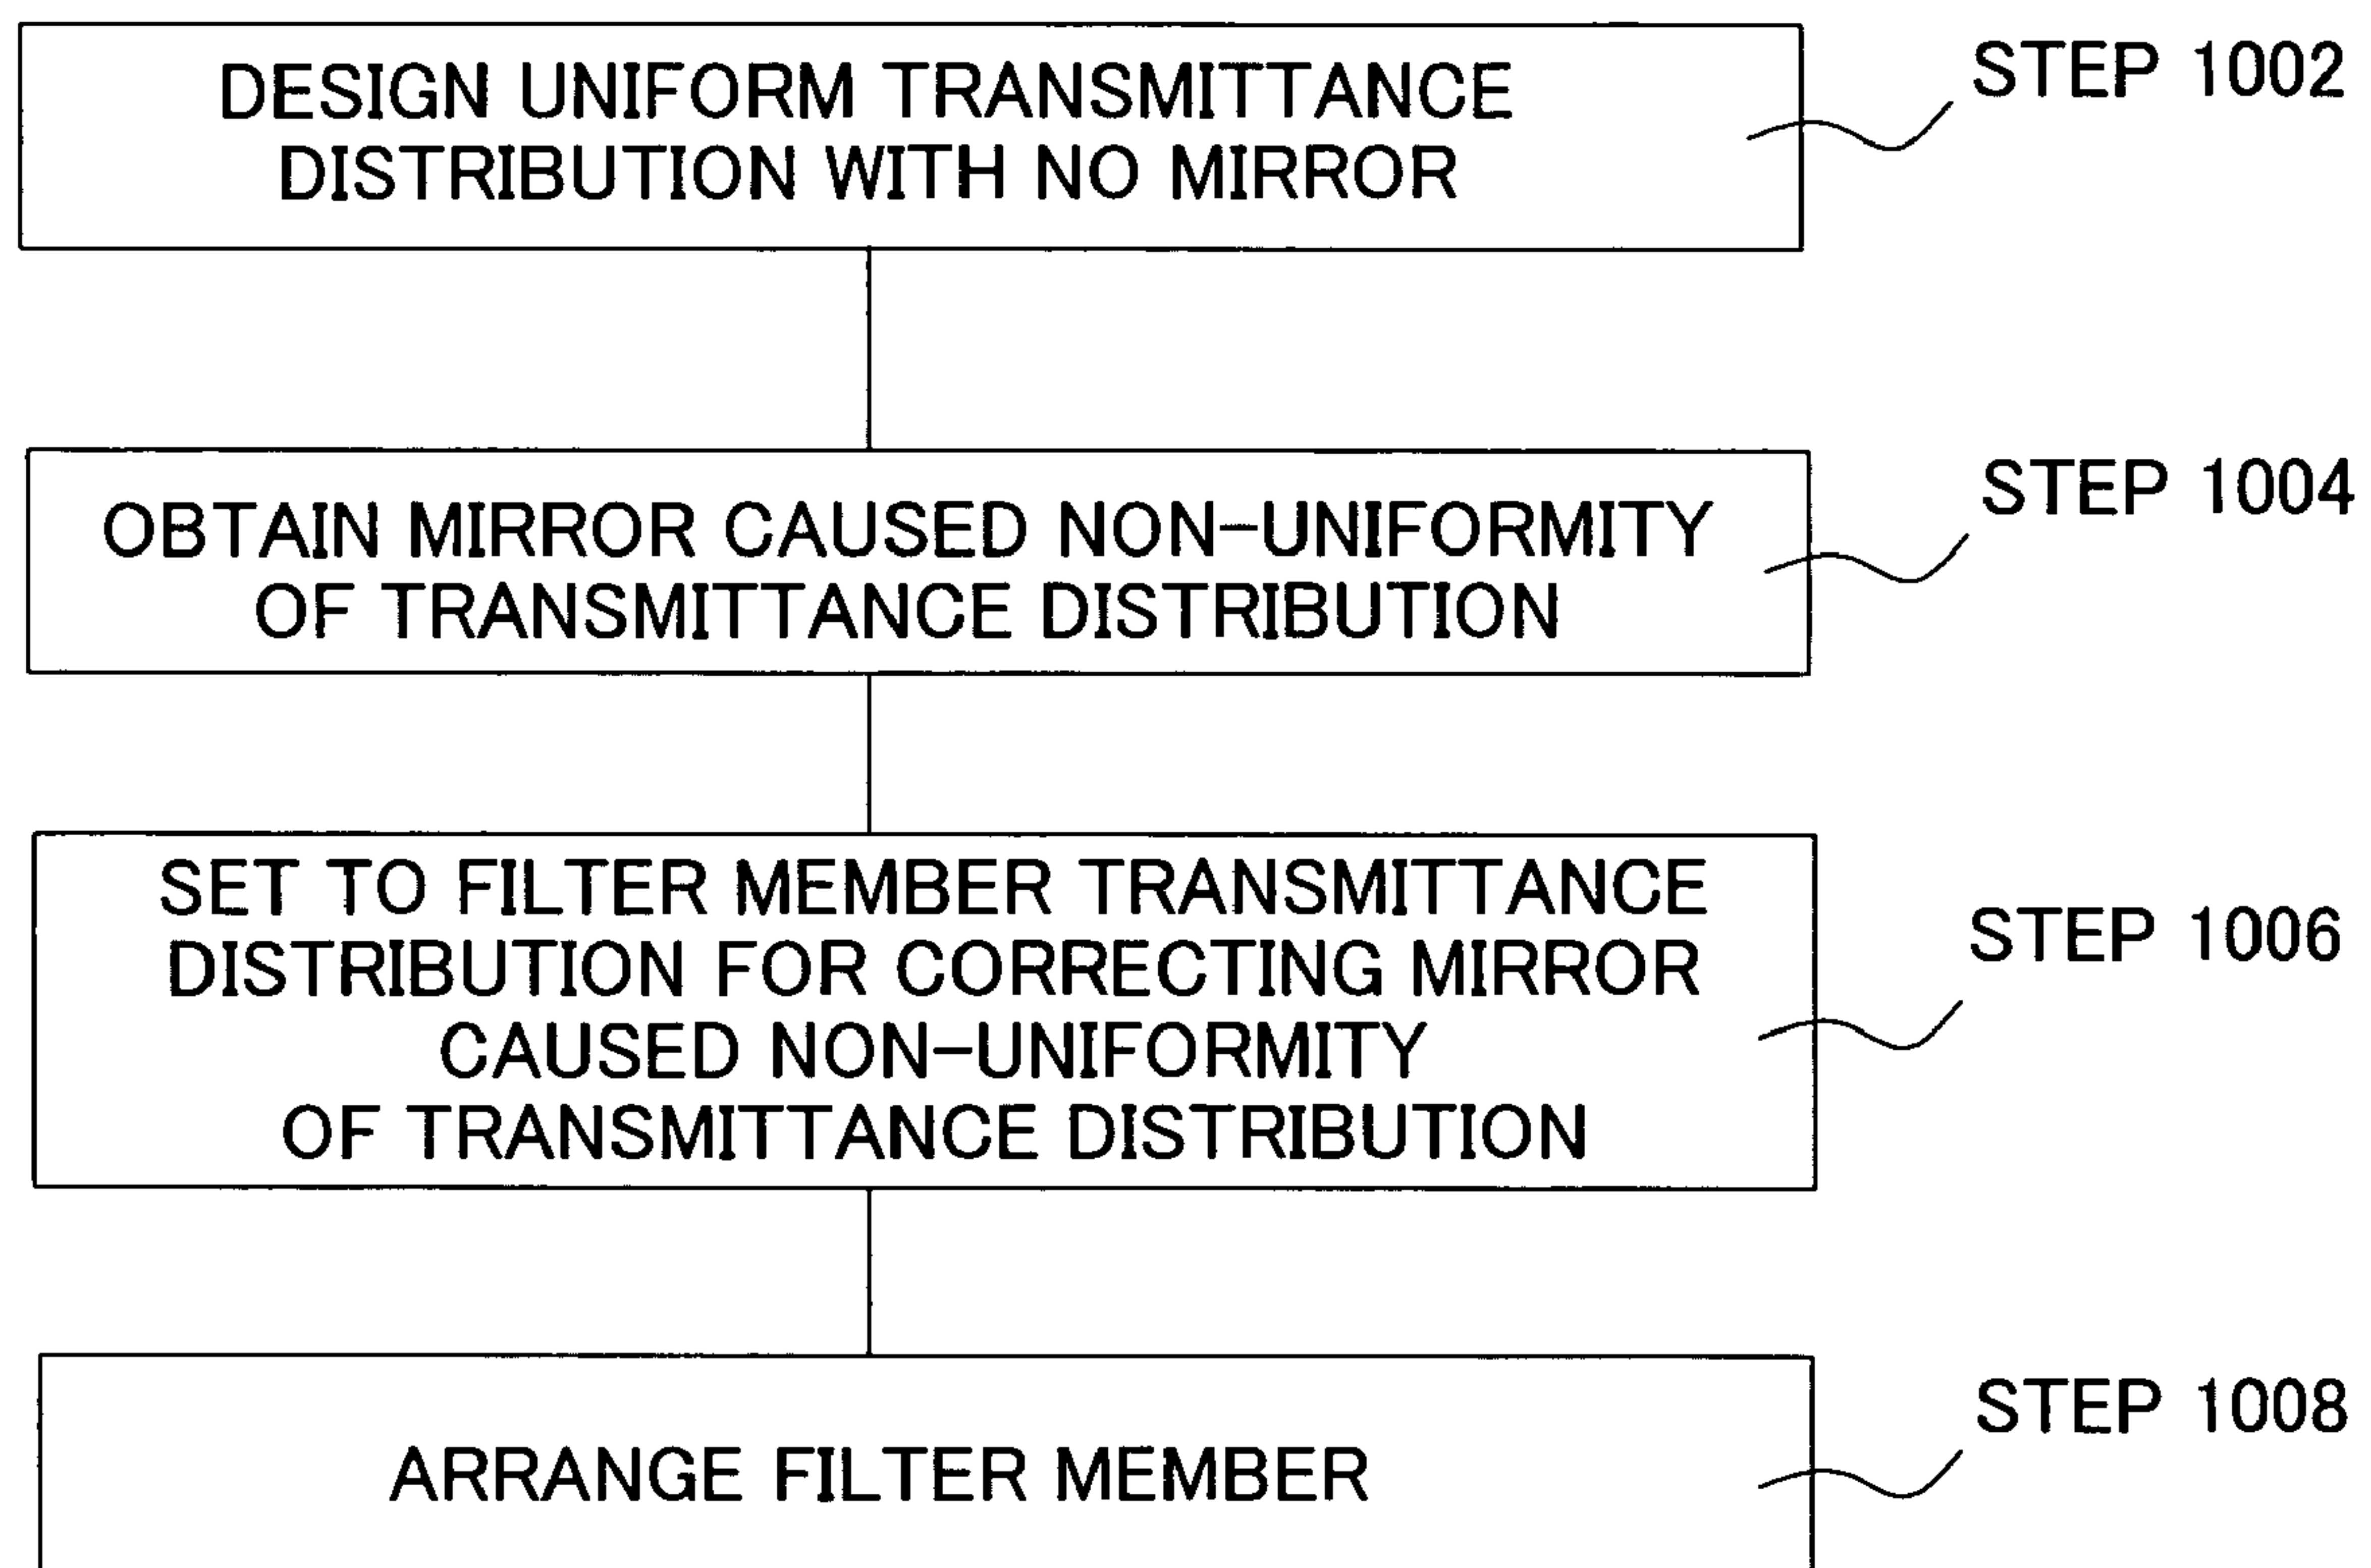 DESIGN UNIFORM TRANSMITTANCE
DISTRIBUTION WITH NO MIRROR
STEP 1002
OBTAIN MIRROR CAUSED NON-UNIFORMITY
OF TRANSMITTANCE DISTRIBUTION
STEP 1004
SET TO FILTER MEMBER TRANSMITTANCE
DISTRIBUTION FOR CORRECTING MIRROR
CAUSED NON-UNIFORMITY
OF TRANSMITTANCE DISTRIBUTION
STEP 1006
ARRANGE FILTER MEMBER
STEP 1008